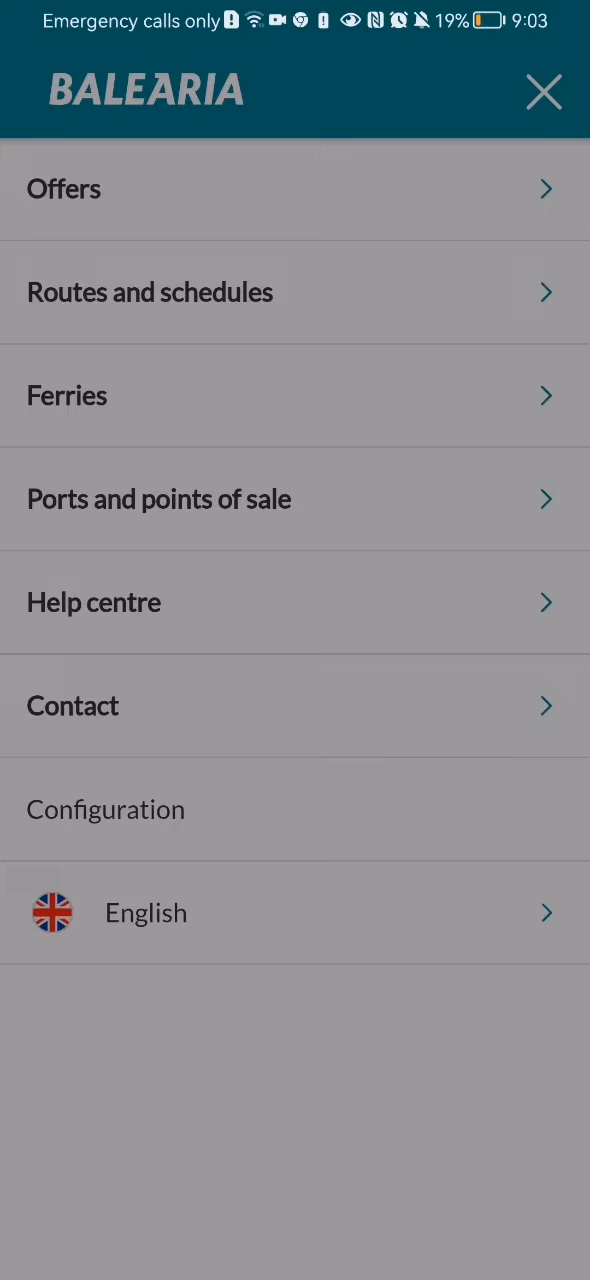 Emergency calls only 19% 9:03
BALEARIA
Offers
Routes and schedules
Ferries
Ports and points of sale
Help centre
Contact
Configuration
English